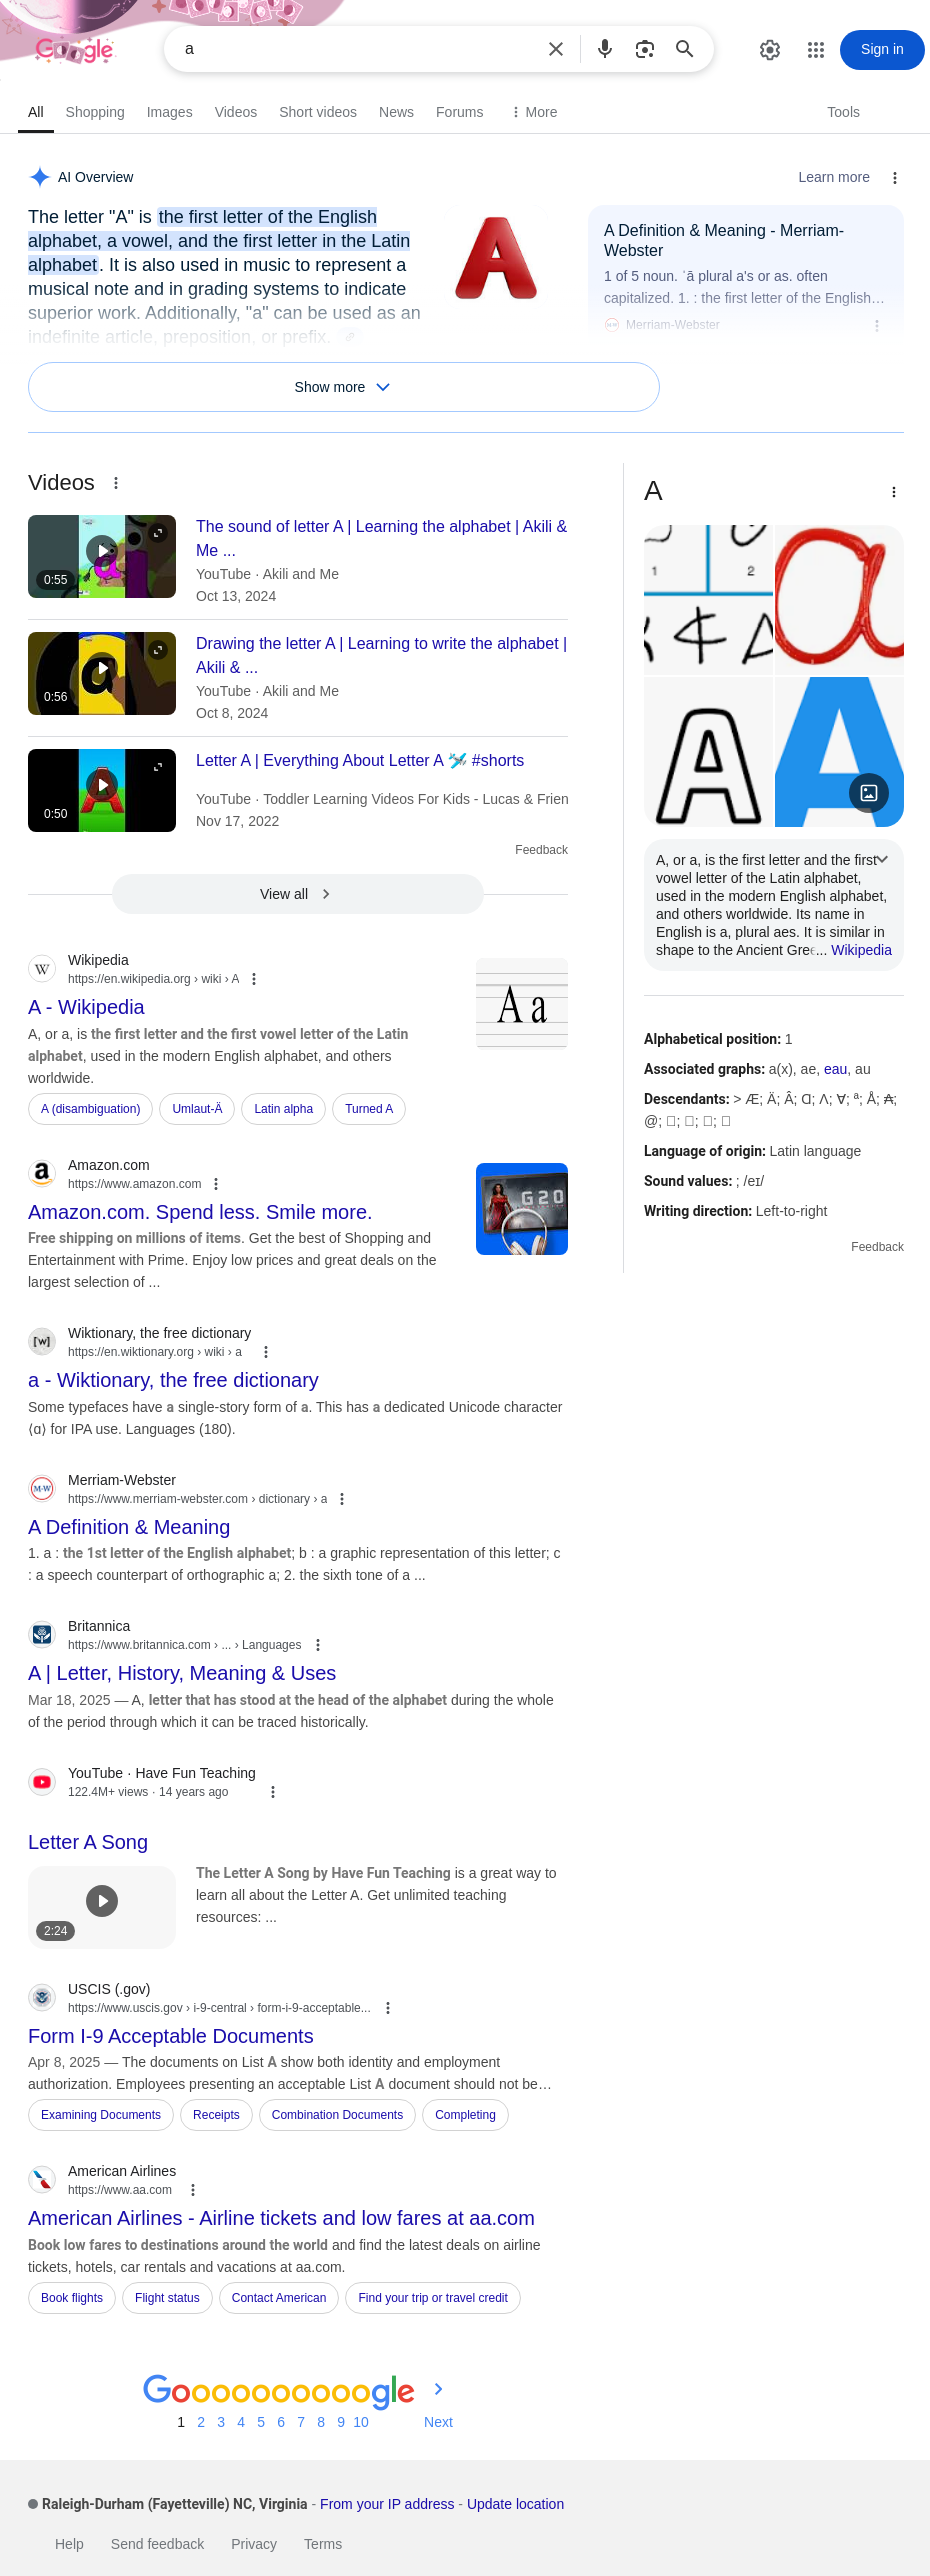 Google
a
Sign in
All Shopping Images Videos Short videos News Forums More Tools
AI Overview
Learn more
The letter "A" is the first letter of the English
alphabet, a vowel, and the first letter in the Latin
alphabet. It is also used in music to represent a
musical note and in grading systems to indicate
superior work. Additionally, "a" can be used as an
indefinite article, preposition, or prefix.
A
A Definition & Meaning - Merriam-
Webster
1 of 5 noun. ˈā plural a's or as. often
capitalized. 1. : the first letter of the English…
Merriam-Webster
Show more
Videos
0:55
The sound of letter A | Learning the alphabet | Akili &
Me ...
YouTube · Akili and Me
Oct 13, 2024
a
0:56
Drawing the letter A | Learning to write the alphabet |
Akili & ...
YouTube · Akili and Me
Oct 8, 2024
A
0:50
Letter A | Everything About Letter A 🛩️ #shorts
YouTube · Toddler Learning Videos For Kids - Lucas & Frien
Nov 17, 2022
Feedback
View all
W
Wikipedia
https://en.wikipedia.org › wiki › A
A - Wikipedia
A, or a, is the first letter and the first vowel letter of the Latin
alphabet, used in the modern English alphabet, and others
worldwide.
A a
A (disambiguation) Umlaut-Ä Latin alpha Turned A
a
Amazon.com
https://www.amazon.com
Amazon.com. Spend less. Smile more.
Free shipping on millions of items. Get the best of Shopping and
Entertainment with Prime. Enjoy low prices and great deals on the
largest selection of ...
G20
[w]
Wiktionary, the free dictionary
https://en.wiktionary.org › wiki › a
a - Wiktionary, the free dictionary
Some typefaces have a single-story form of a. This has a dedicated Unicode character
⟨ɑ⟩ for IPA use. Languages (180).
M-W
Merriam-Webster
https://www.merriam-webster.com › dictionary › a
A Definition & Meaning
1. a : the 1st letter of the English alphabet; b : a graphic representation of this letter; c
: a speech counterpart of orthographic a; 2. the sixth tone of a ...
Britannica
https://www.britannica.com › ... › Languages
A | Letter, History, Meaning & Uses
Mar 18, 2025 — A, letter that has stood at the head of the alphabet during the whole
of the period through which it can be traced historically.
YouTube · Have Fun Teaching
122.4M+ views · 14 years ago
Letter A Song
2:24
The Letter A Song by Have Fun Teaching is a great way to
learn all about the Letter A. Get unlimited teaching
resources: ...
USCIS (.gov)
https://www.uscis.gov › i-9-central › form-i-9-acceptable...
Form I-9 Acceptable Documents
Apr 8, 2025 — The documents on List A show both identity and employment
authorization. Employees presenting an acceptable List A document should not be…
Examining Documents Receipts Combination Documents Completing
American Airlines
https://www.aa.com
American Airlines - Airline tickets and low fares at aa.com
Book low fares to destinations around the world and find the latest deals on airline
tickets, hotels, car rentals and vacations at aa.com.
Book flights Flight status Contact American Find your trip or travel credit
A
1 2
a
A
A
A, or a, is the first letter and the first
vowel letter of the Latin alphabet,
used in the modern English alphabet,
and others worldwide. Its name in
English is a, plural aes. It is similar in
shape to the Ancient Gree... Wikipedia
Alphabetical position: 1
Associated graphs: a(x), ae, eau, au
Descendants: > Æ; Ä; Â; Ɑ; Ʌ; Ɐ; ª; Å; ₳;
@; □; □; □; □
Language of origin: Latin language
Sound values: ; /eɪ/
Writing direction: Left-to-right
Feedback
Goooooooooogle
1 2 3 4 5 6 7 8 9 10 Next
Raleigh-Durham (Fayetteville) NC, Virginia - From your IP address - Update location
Help Send feedback Privacy Terms